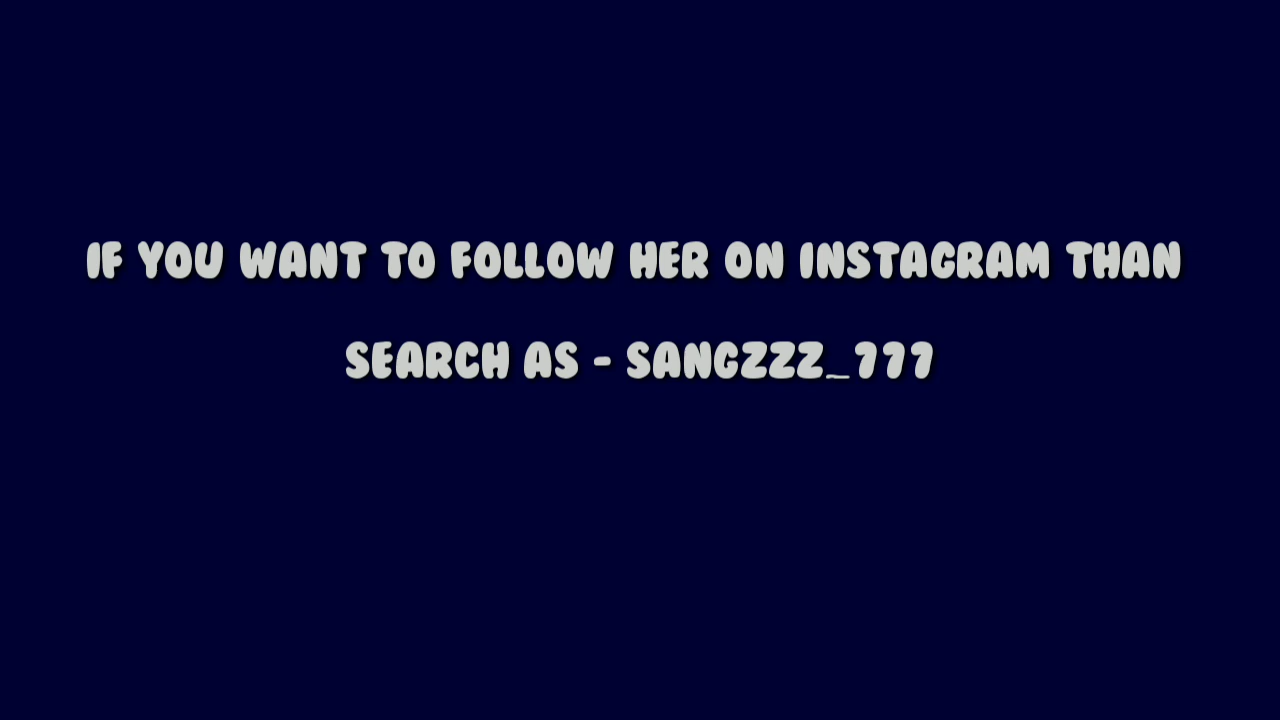 IF YOU WANT TO FOLLOW HER ON INSTAGRAM THAN
SEARCH AS - SANGZZZ_777